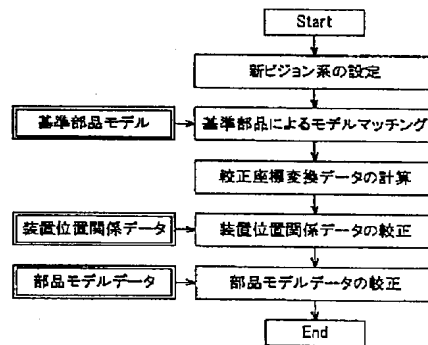 Start
新ビジョン系の設定
基準部品モデル
基準部品によるモデルマッチング
較正座標変換データの計算
装置位置関係データ
装置位置関係データの較正
部品モデルデータ
部品モデルデータの較正
End